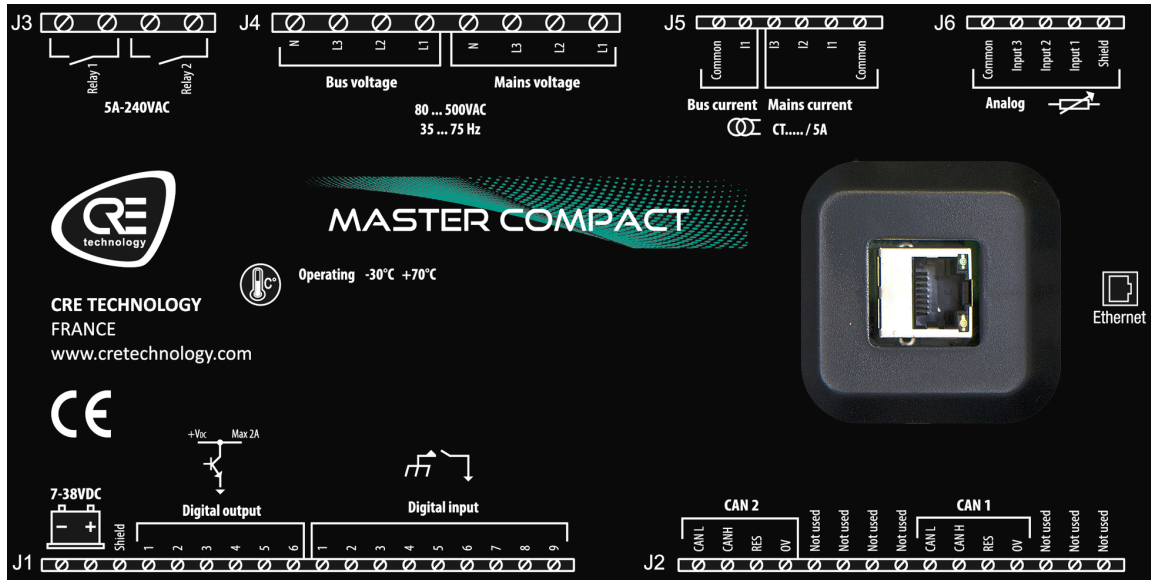 J3
Relay 1
Relay 2
5A-240VAC
J4
N L3 L2 L1 N L3 L2 L1
Bus voltage Mains voltage
80 ... 500VAC
35 ... 75 Hz
J5
Common I1 I3 I2 I1 Common
Bus current Mains current
CT..... / 5A
J6
Common Input 3 Input 2 Input 1 Shield
Analog
CRE
technology
MASTER COMPACT
C°
Operating -30°C +70°C
CRE TECHNOLOGY
FRANCE
www.cretechnology.com
CE
Ethernet
+VDC Max 2A
7-38VDC
- +
Shield
Digital output
1 2 3 4 5 6
Digital input
1 2 3 4 5 6 7 8 9
J1
CAN 2
CAN L CANH RES 0V
Not used Not used Not used Not used
CAN 1
CAN L CAN H RES 0V
Not used Not used Not used
J2